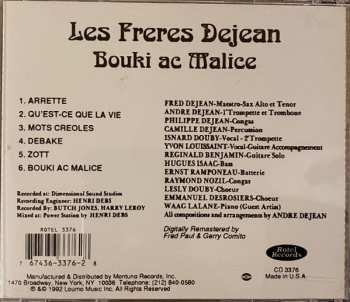 Les Freres Dejean
Bouki ac Malice
1. ARRETTE
2. QU'EST-CE QUE LA VIE
3. MOTS CREOLES
4. DEBAKE
5. ZOTT
6. BOUKI AC MALICE
FRED DEJEAN-Maestro-Sax Alto et Tenor
ANDRE DEJEAN-1'Trompette et Trombone
PHILIPPE DEJEAN-Congas
CAMILLE DEJEAN-Percussion
ISNARD DOUBY-Vocal - 2'Trompette
YVON LOUISSAINT-Vocal-Guitare Accompagnement
REGINALD BENJAMIN-Guitare Solo
HUGUES ISAAC-Bass
ERNST RAMPONEAU-Batterie
RAYMOND NOZIL-Congas
LESLY DOUBY-Choeur
EMMANUEL DESROSIERS-Choeur
WAAG LALANE-Piano (Guest Artist)
All compositions and arrangements by ANDRE DEJEAN
Recorded at: Dimensional Sound Studios
Recording Engineer: HENRI DEBS
Recorded by: BUTCH JONES, HARRY LEROY
Mixed at: Power Station by HENRI DEBS
ROTEL 3376
7 67436-3376-2 8
Digitally Remastered by
Fred Paul & Gerry Comito
Rotel
Records
CD 3376
Made in U.S.A.
Manufactured & Distributed by Montuno Records, Inc.
1470 Broadway, New York, N.Y. 10036 Telefone: (212) 840-0580
℗ &© 1992 Loumo Music Inc. All Rights Reserved